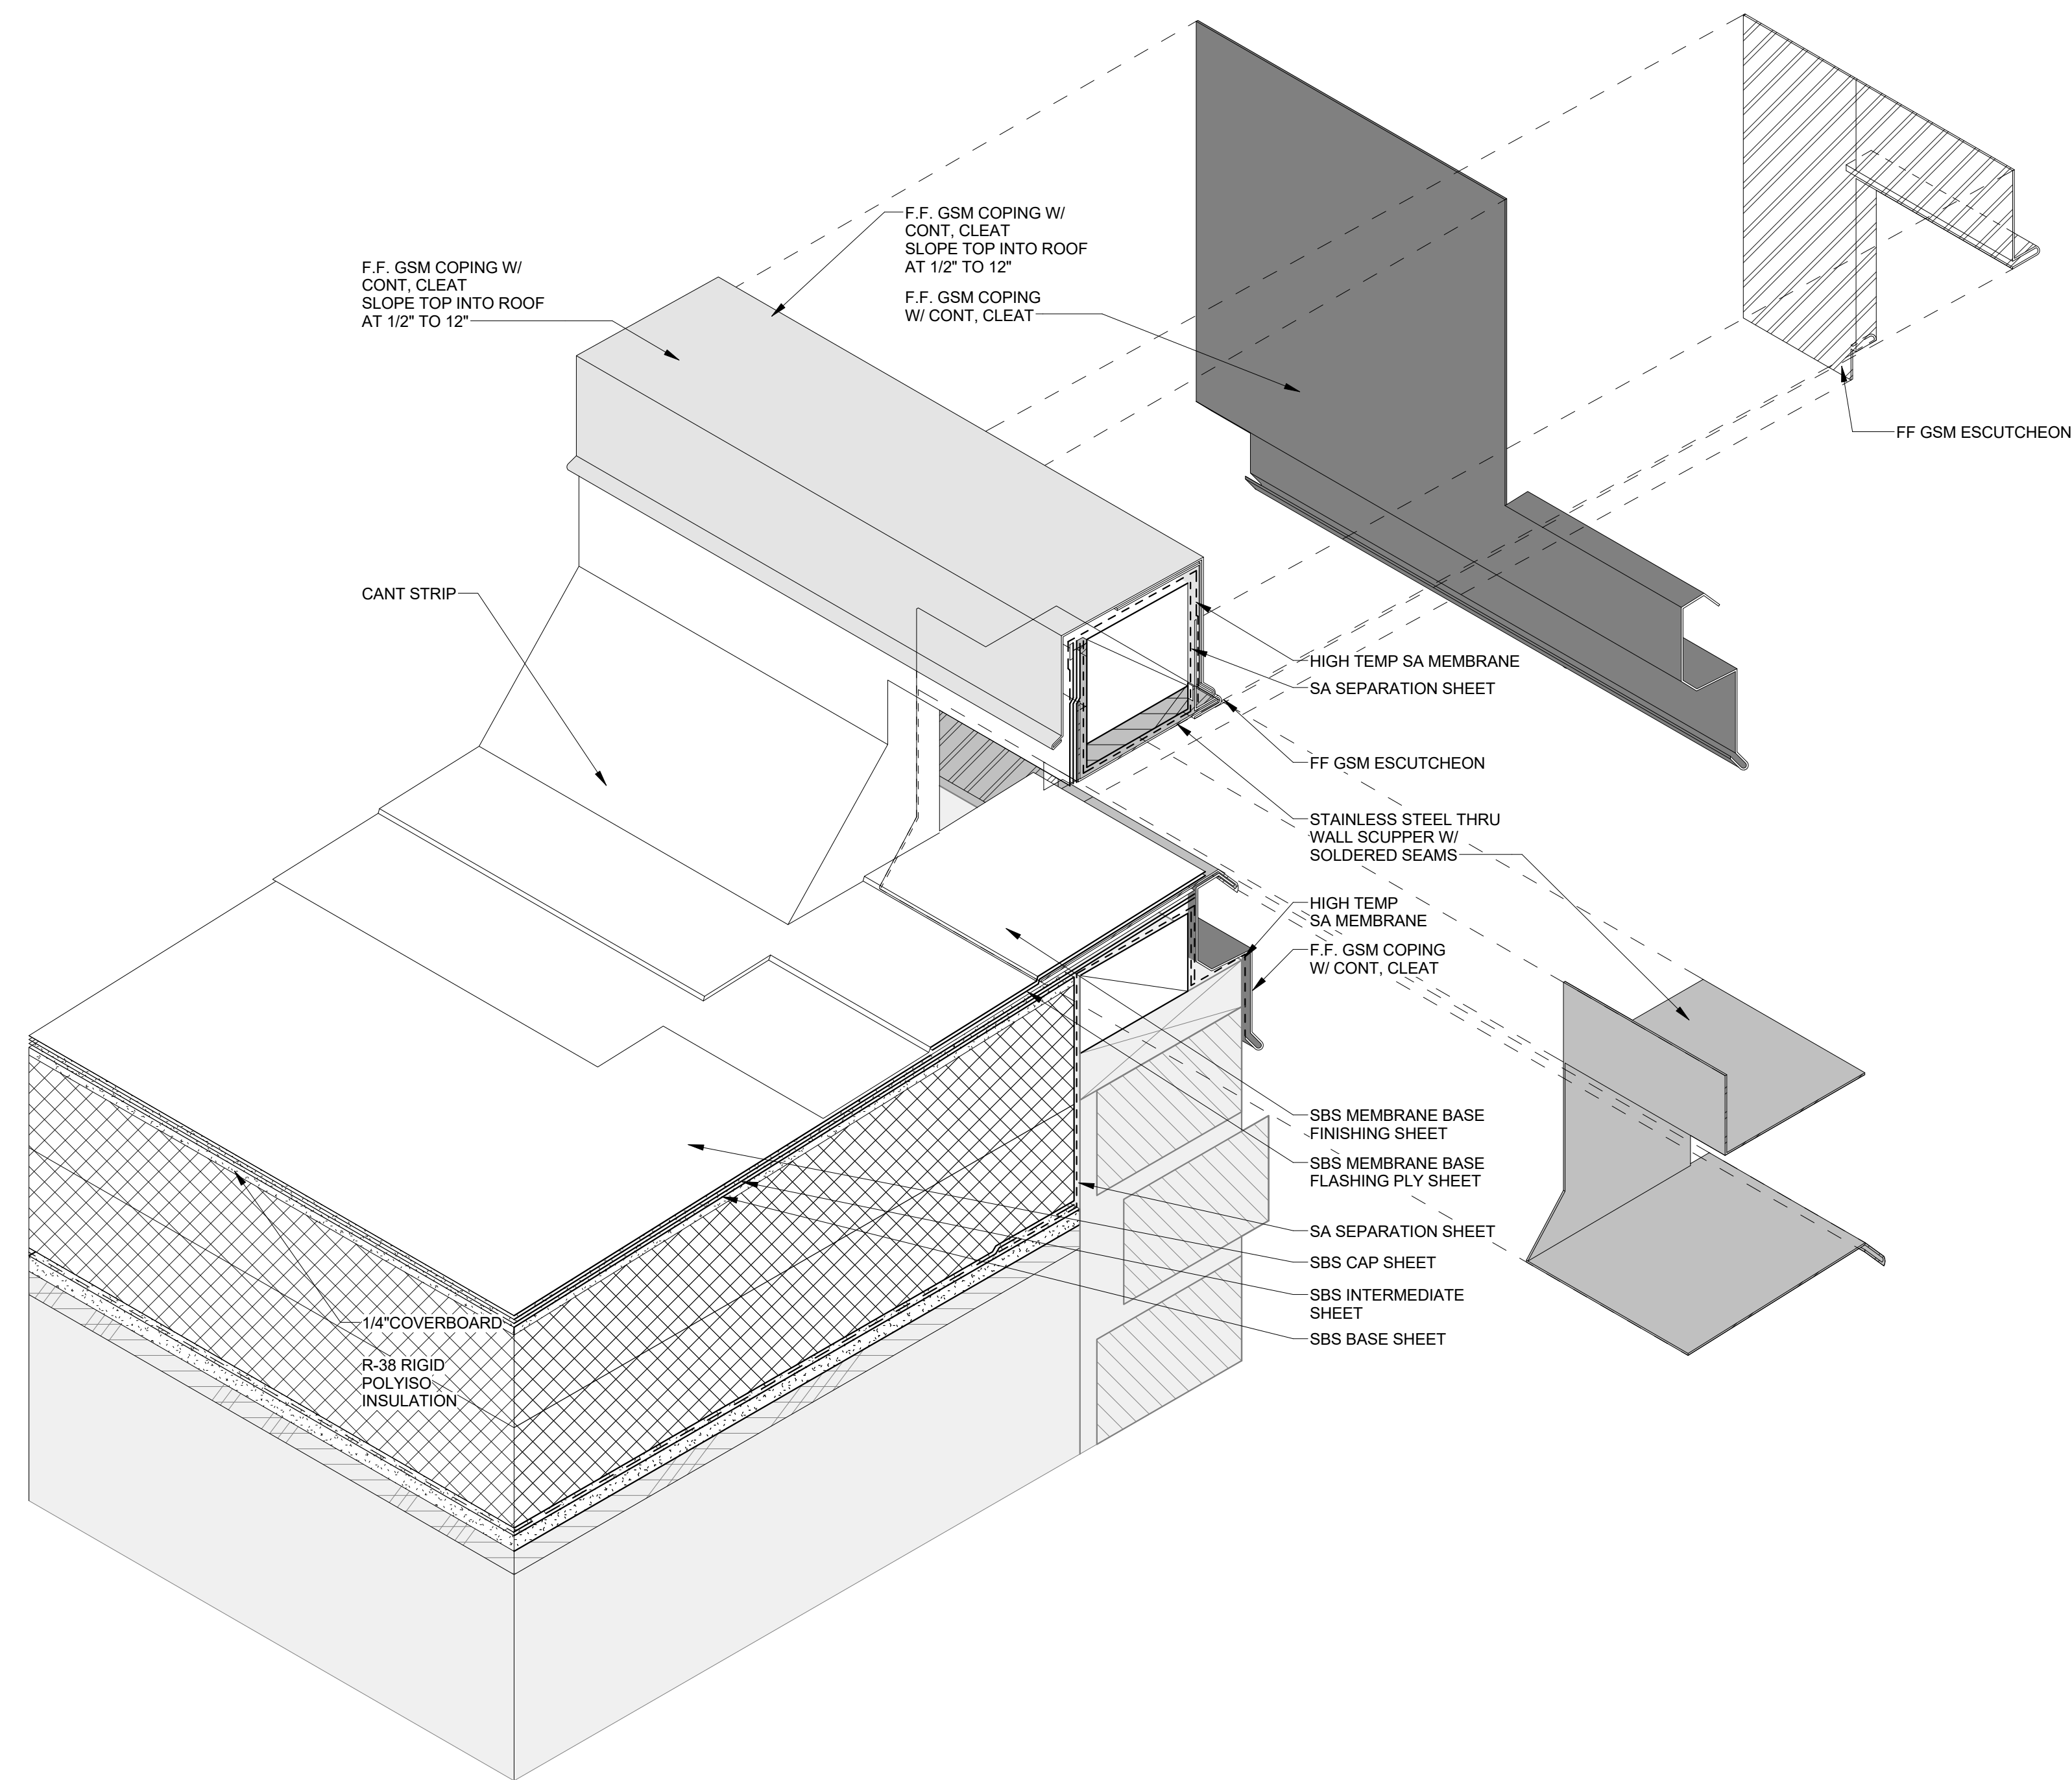 F.F. GSM COPING W/
CONT, CLEAT
SLOPE TOP INTO ROOF
AT 1/2" TO 12"
F.F. GSM COPING
W/ CONT, CLEAT
F.F. GSM COPING W/
CONT, CLEAT
SLOPE TOP INTO ROOF
AT 1/2" TO 12"
FF GSM ESCUTCHEON
CANT STRIP
HIGH TEMP SA MEMBRANE
SA SEPARATION SHEET
FF GSM ESCUTCHEON
STAINLESS STEEL THRU
WALL SCUPPER W/
SOLDERED SEAMS
HIGH TEMP
SA MEMBRANE
F.F. GSM COPING
W/ CONT, CLEAT
SBS MEMBRANE BASE
FINISHING SHEET
SBS MEMBRANE BASE
FLASHING PLY SHEET
SA SEPARATION SHEET
SBS CAP SHEET
SBS INTERMEDIATE
SHEET
SBS BASE SHEET
1/4"COVERBOARD
R-38 RIGID
POLYISO
INSULATION